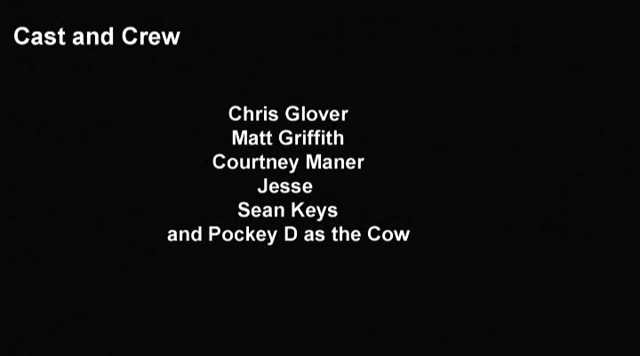 Cast and Crew
Chris Glover
Matt Griffith
Courtney Maner
Jesse
Sean Keys
and Pockey D as the Cow